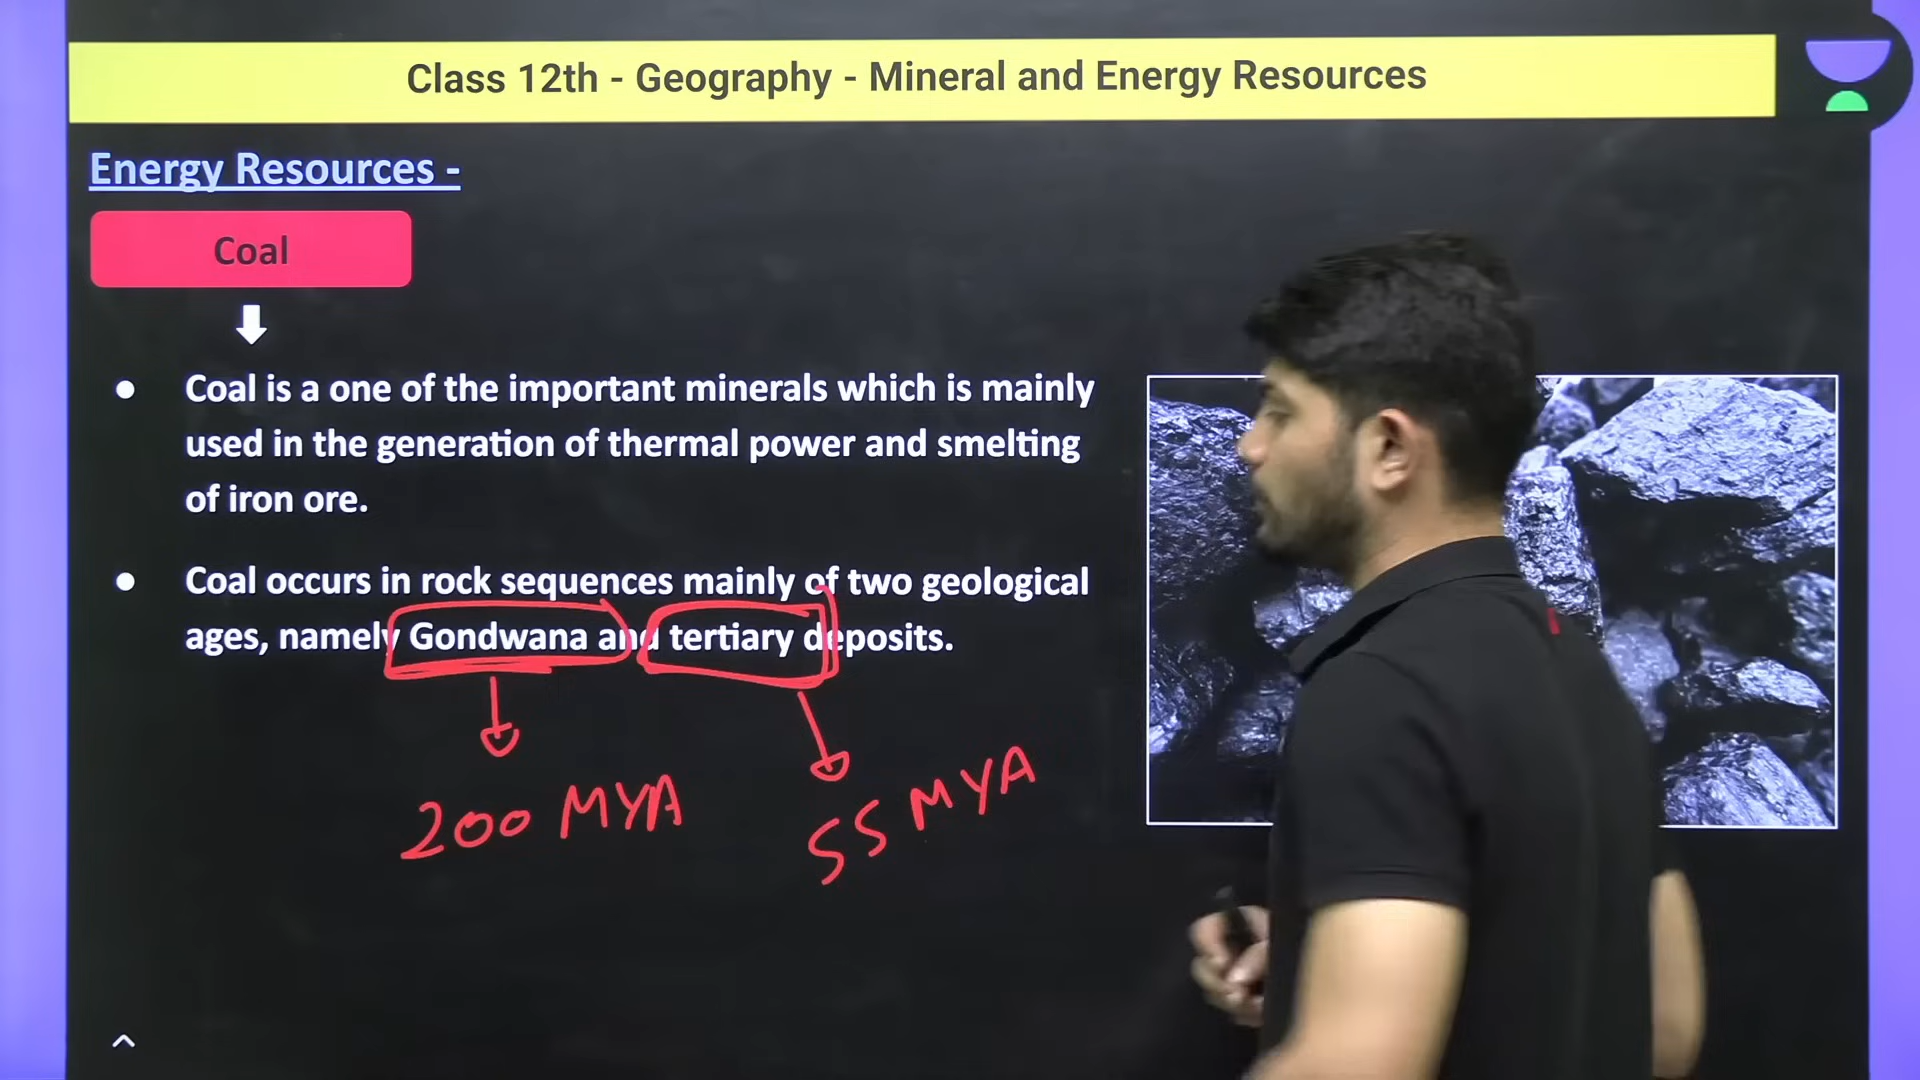 Class 12th - Geography - Mineral and Energy Resources
Energy Resources -
Coal
Coal is a one of the important minerals which is mainly
used in the generation of thermal power and smelting
of iron ore.
Coal occurs in rock sequences mainly of two geological
ages, namely Gondwana and tertiary deposits.
200 MYA
55 MYA